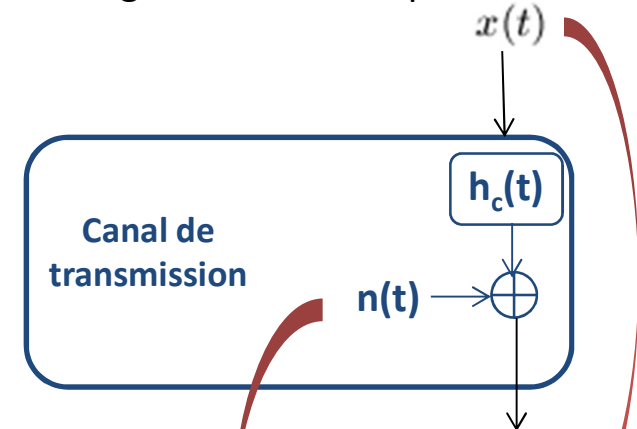 x(t)
h_c(t)
Canal de
transmission
n(t)